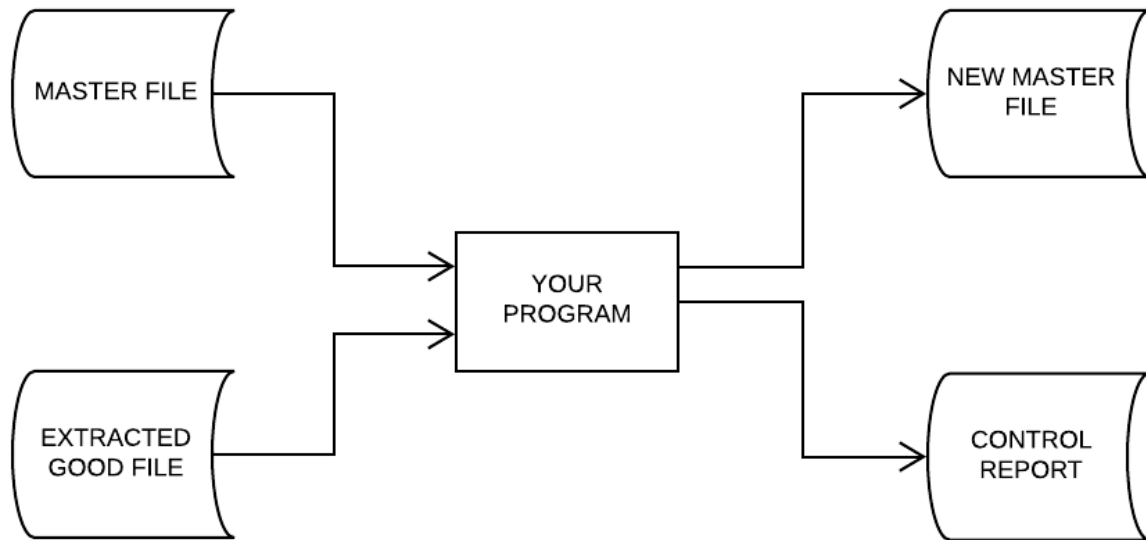 MASTER FILE
NEW MASTER
FILE
YOUR
PROGRAM
EXTRACTED
GOOD FILE
CONTROL
REPORT